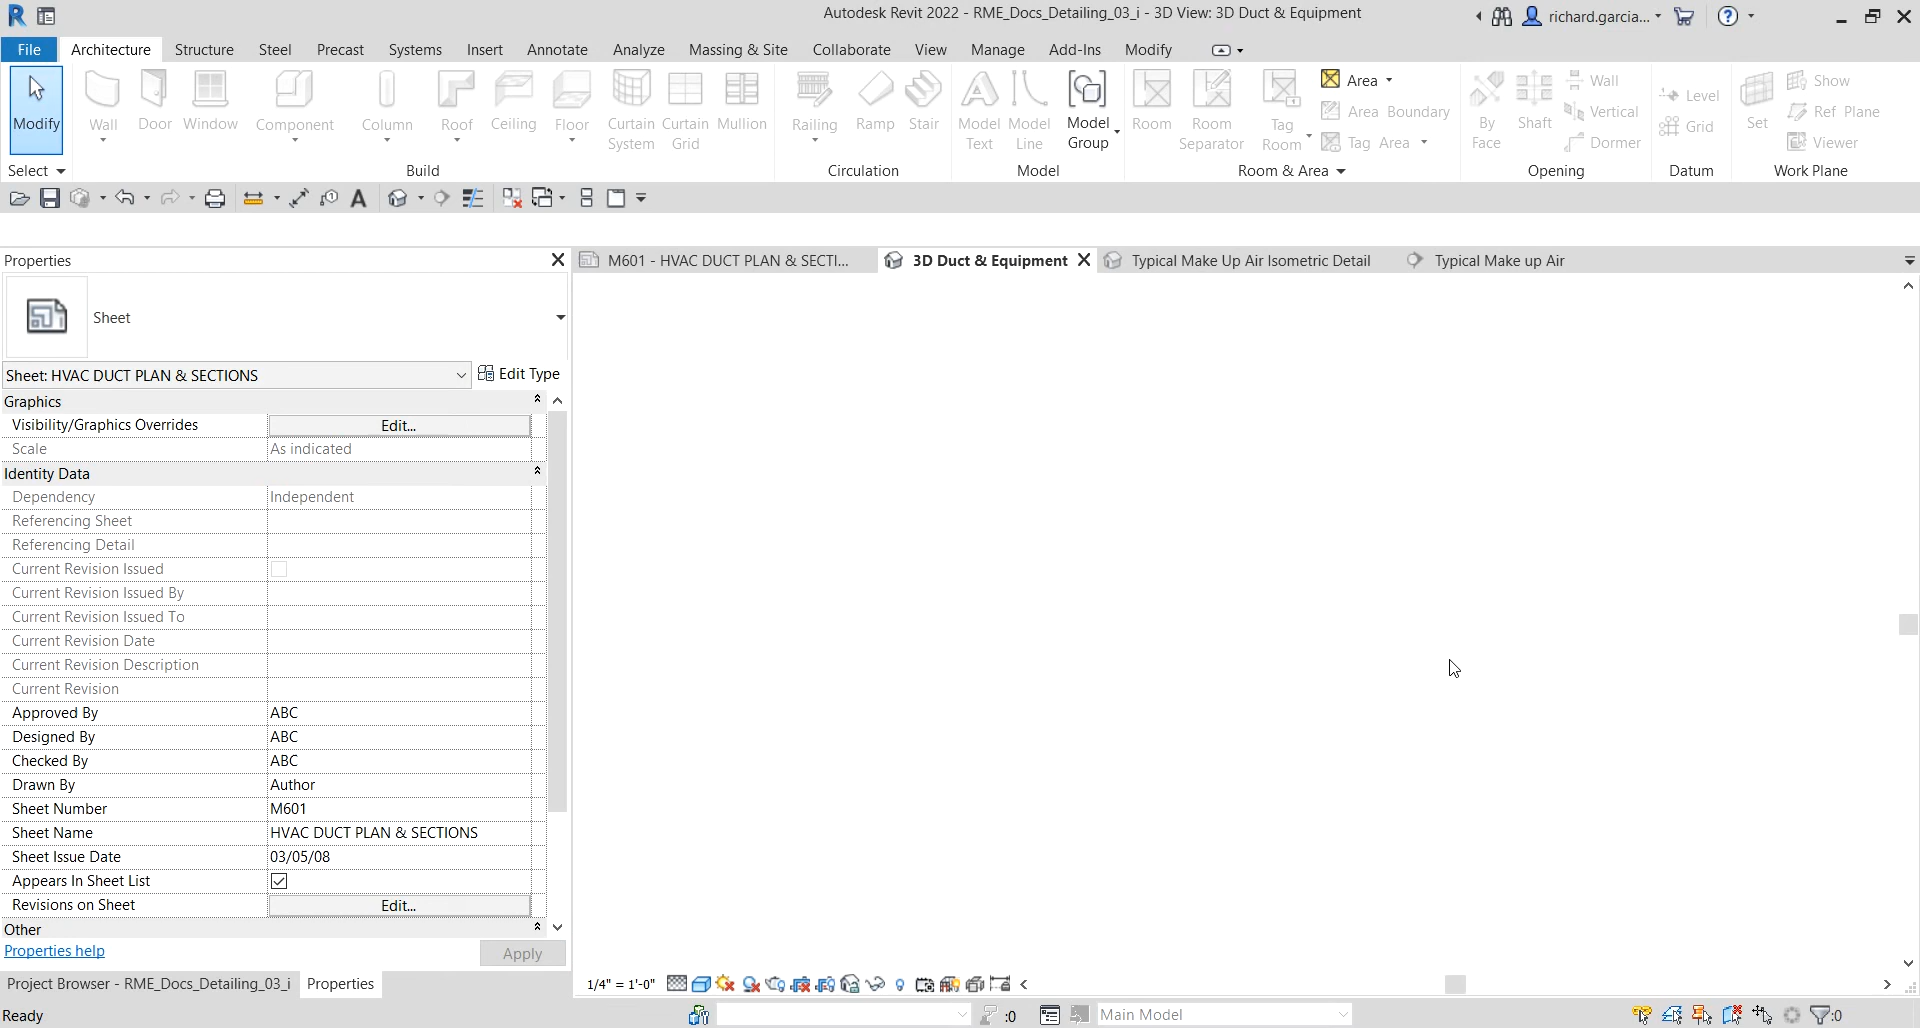 Autodesk Revit 2022 - RME_Docs_Detailing_03_i - 3D View: 3D Duct & Equipment
richard.garcia...
File Architecture Structure Steel Precast Systems Insert Annotate Analyze Massing & Site Collaborate View Manage Add-Ins Modify
Modify Wall Door Window Component Column Roof Ceiling Floor Curtain System Curtain Grid Mullion Railing Ramp Stair Model Text Model Line Model Group Room Room Separator Tag Room Area Area Boundary Tag Area By Face Shaft Wall Vertical Dormer Level Grid Set Show Ref Plane Viewer
Select Build Circulation Model Room & Area Opening Datum Work Plane
Properties
M601 - HVAC DUCT PLAN & SECTI... 3D Duct & Equipment Typical Make Up Air Isometric Detail Typical Make up Air
Sheet
Sheet: HVAC DUCT PLAN & SECTIONS Edit Type
Graphics
Visibility/Graphics Overrides Edit...
Scale As indicated
Identity Data
Dependency Independent
Referencing Sheet
Referencing Detail
Current Revision Issued
Current Revision Issued By
Current Revision Issued To
Current Revision Date
Current Revision Description
Current Revision
Approved By ABC
Designed By ABC
Checked By ABC
Drawn By Author
Sheet Number M601
Sheet Name HVAC DUCT PLAN & SECTIONS
Sheet Issue Date 03/05/08
Appears In Sheet List
Revisions on Sheet Edit...
Other
Properties help Apply
Project Browser - RME_Docs_Detailing_03_i Properties 1/4" = 1'-0"
Ready :0 Main Model :0